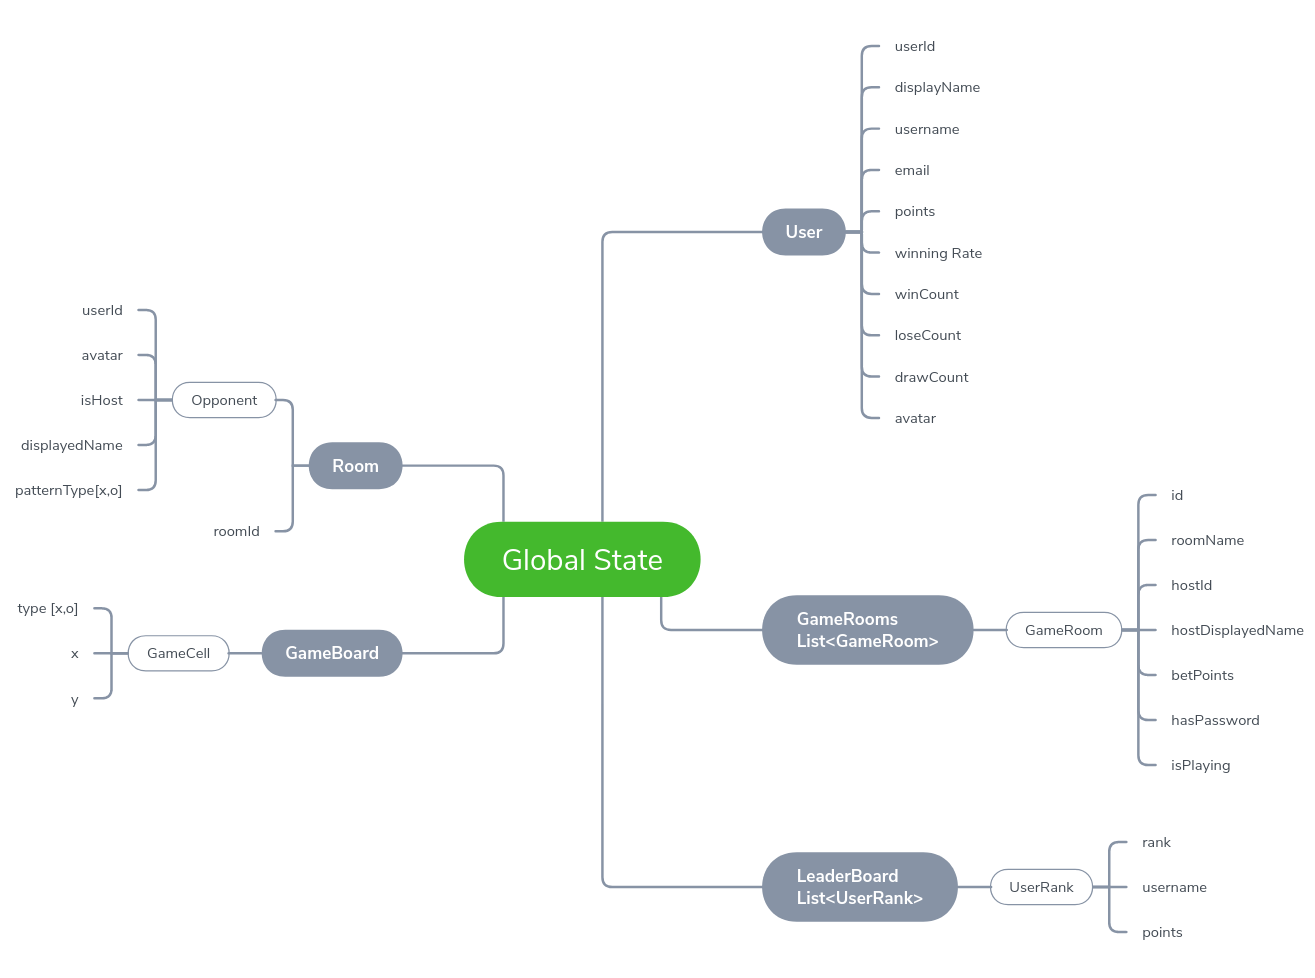 Global State
User
userId
displayName
username
email
points
winning Rate
winCount
loseCount
drawCount
avatar
Room
Opponent
userId
avatar
isHost
displayedName
patternType[x,o]
roomId
GameBoard
GameCell
type [x,o]
x
y
GameRooms
List<GameRoom>
GameRoom
id
roomName
hostId
hostDisplayedName
betPoints
hasPassword
isPlaying
LeaderBoard
List<UserRank>
UserRank
rank
username
points